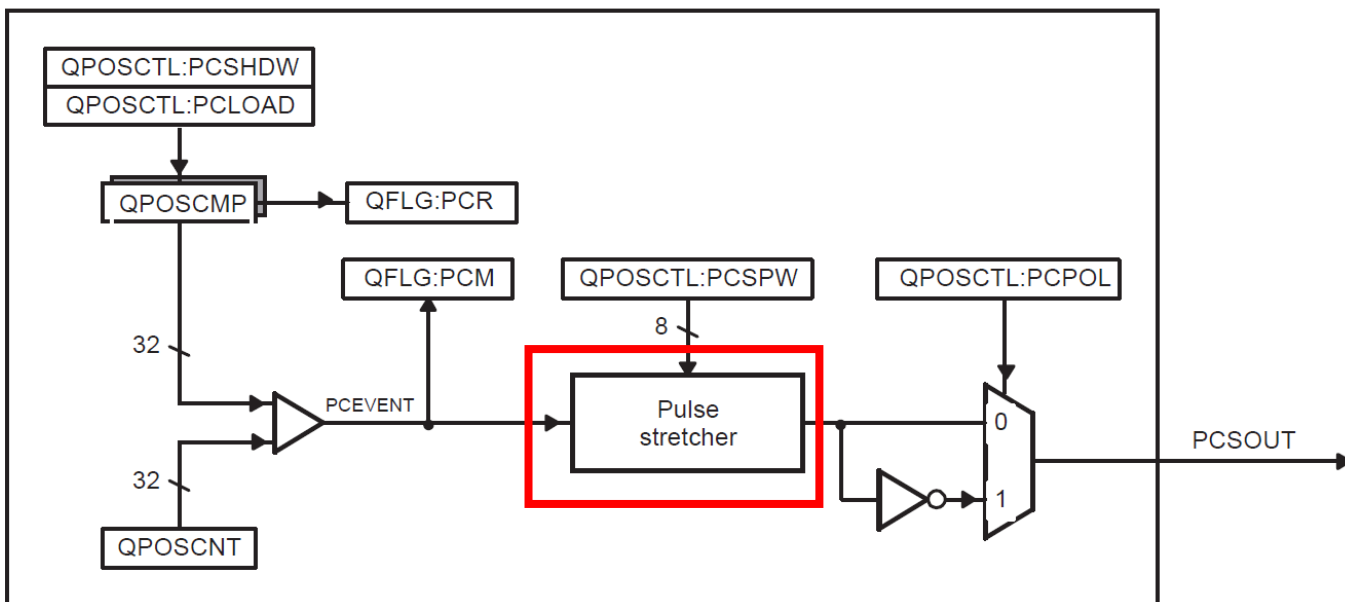 QPOSCTL:PCSHDW
QPOSCTL:PCLOAD
QPOSCMP
QFLG:PCR
QFLG:PCM
QPOSCTL:PCSPW
QPOSCTL:PCPOL
32
8
PCEVENT
Pulse
stretcher
0
PCSOUT
32
1
QPOSCNT